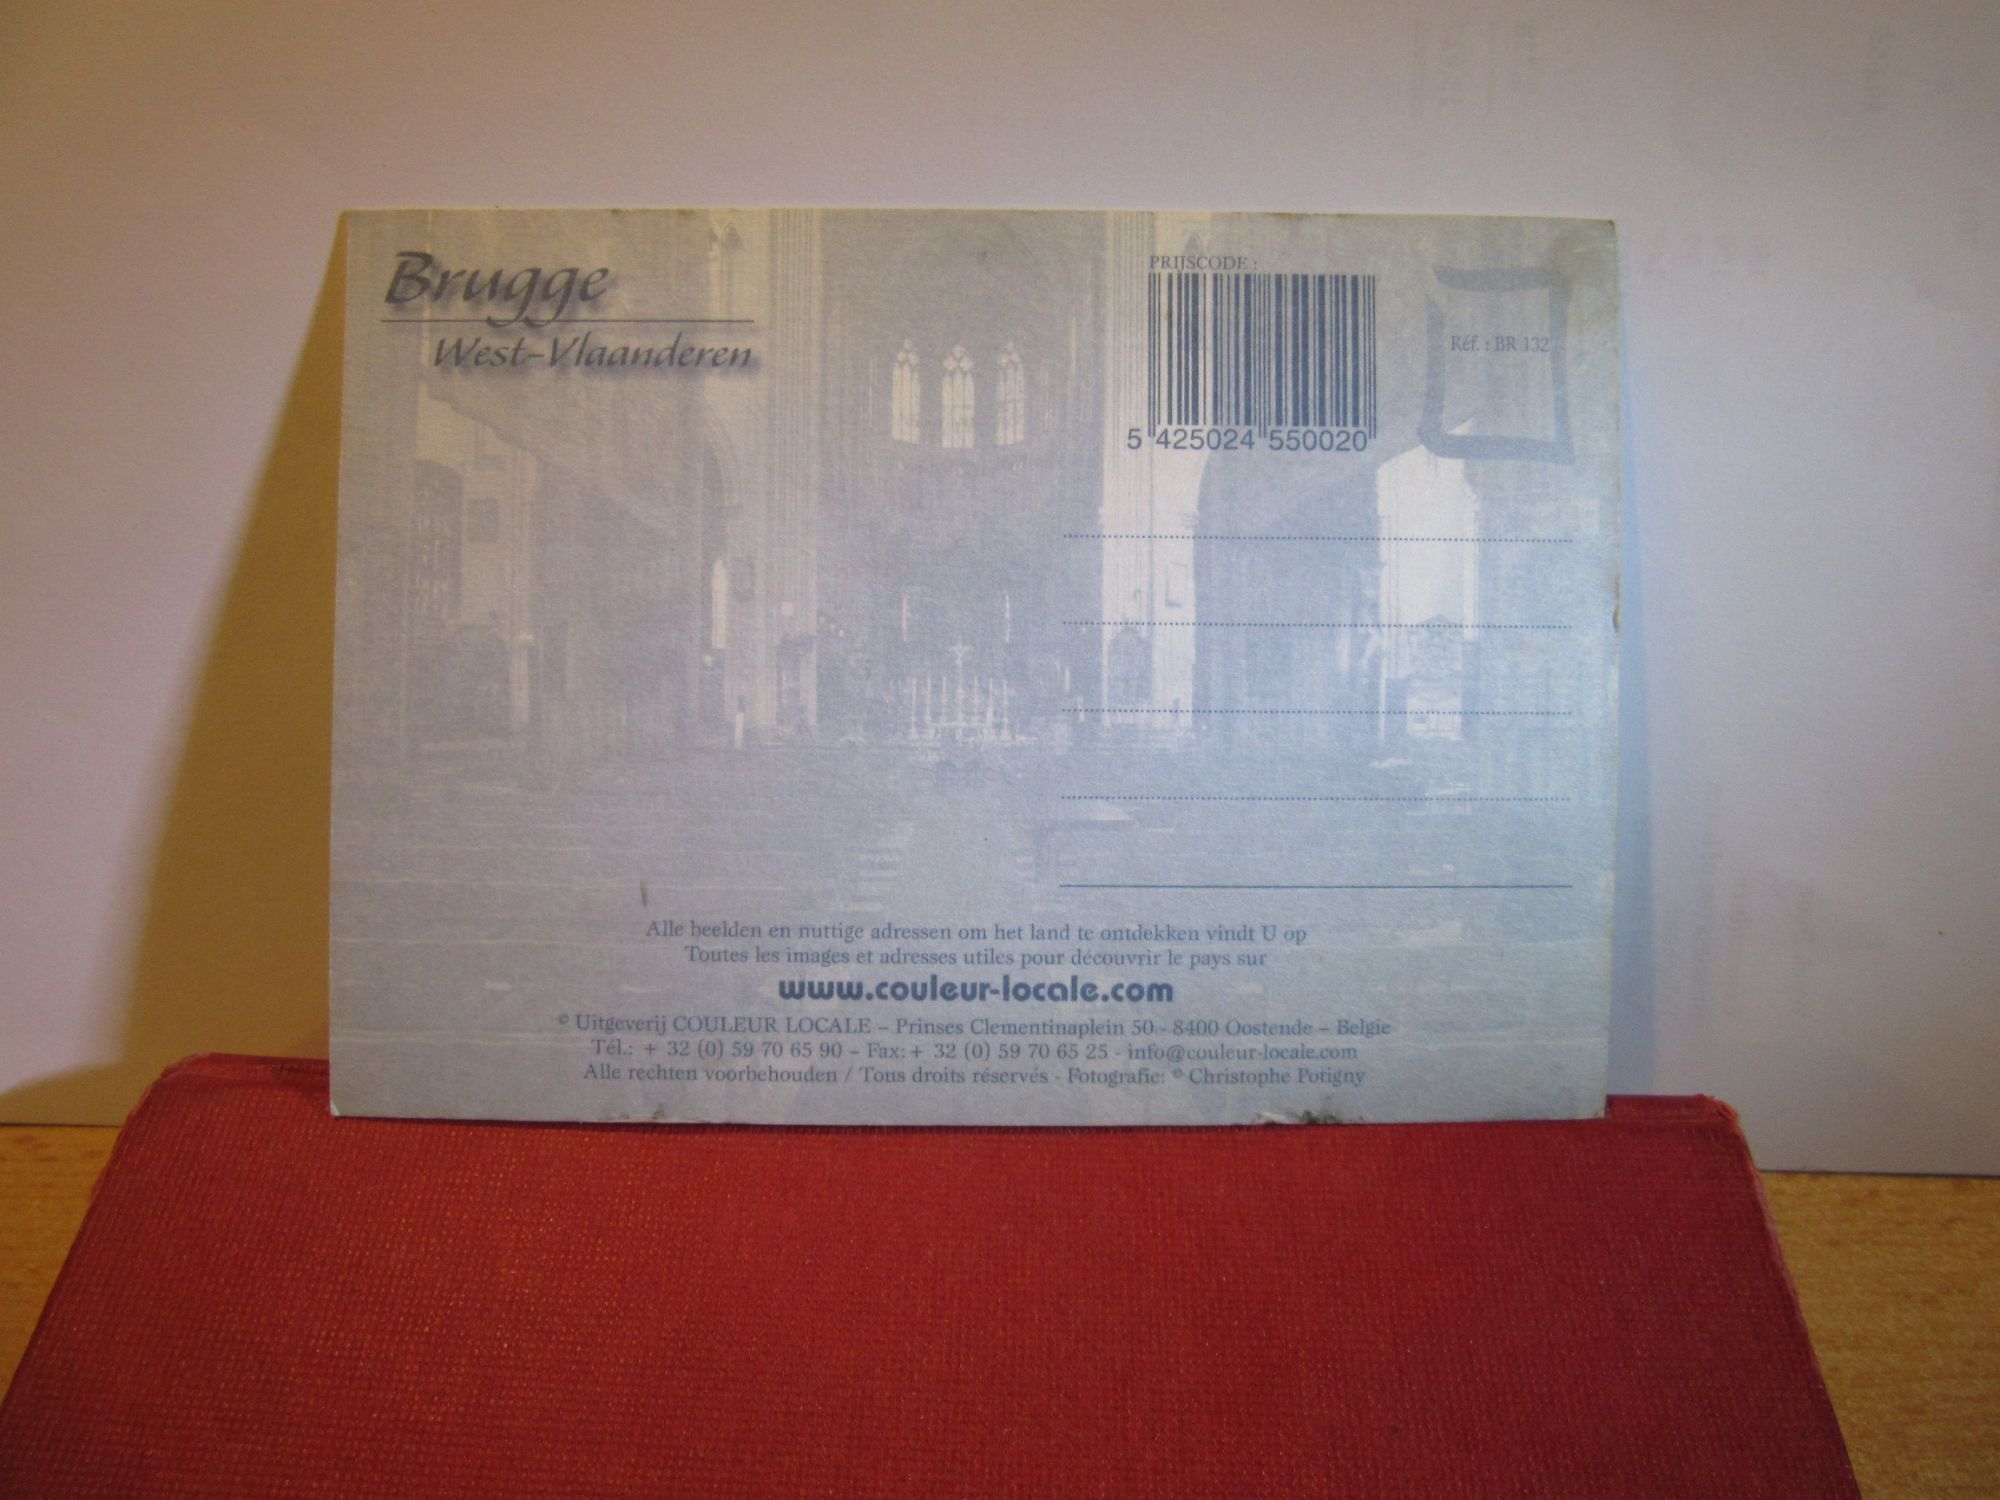 Brugge
West-Vlaanderen
PRIJSCODE :
5 425024 550020
Réf. : BR 132
Alle beelden en nuttige adressen om het land te ontdekken vindt U op
Toutes les images et adresses utiles pour découvrir le pays sur
www.couleur-locale.com
© Uitgeverij COULEUR LOCALE – Prinses Clementinaplein 50 - 8400 Oostende – Belgie
Tél.: + 32 (0) 59 70 65 90 – Fax: + 32 (0) 59 70 65 25 - info@couleur-locale.com
Alle rechten voorbehouden / Tous droits réservés - Fotografie: © Christophe Potigny